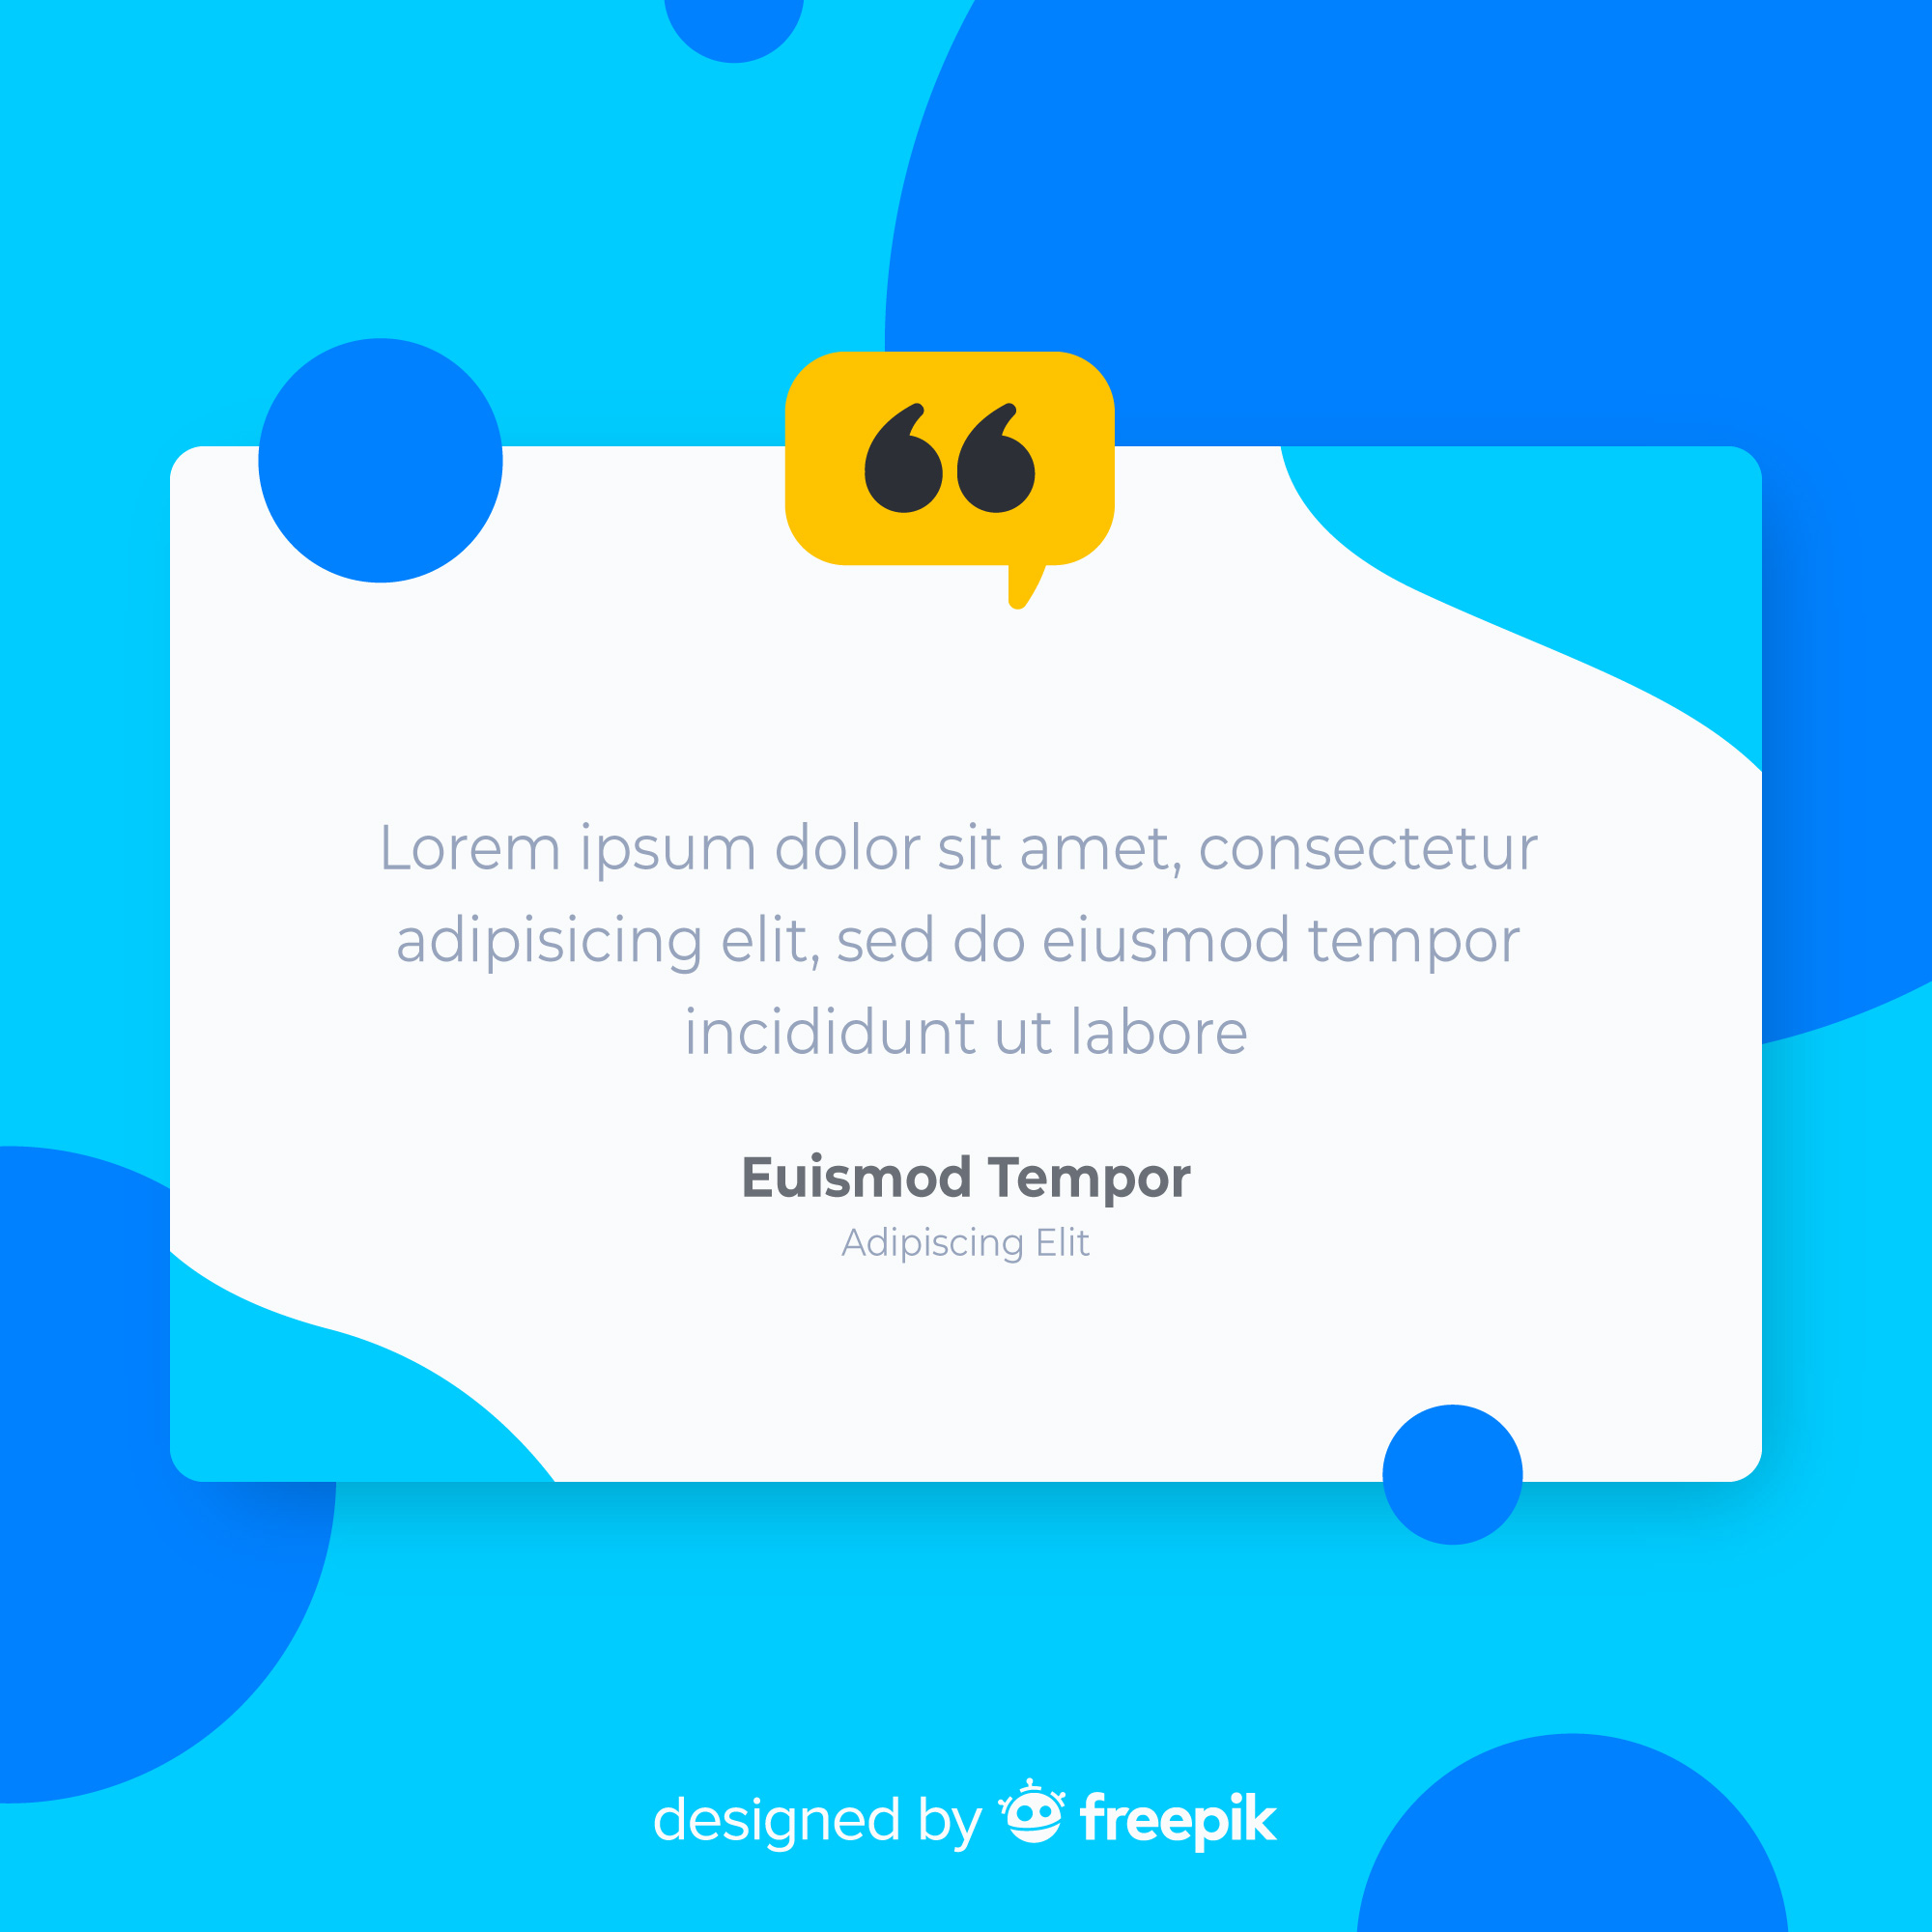 Lorem ipsum dolor sit amet, consectetur
adipisicing elit, sed do eiusmod tempor
incididunt ut labore
Euismod Tempor
Adipiscing Elit
designed by freepik